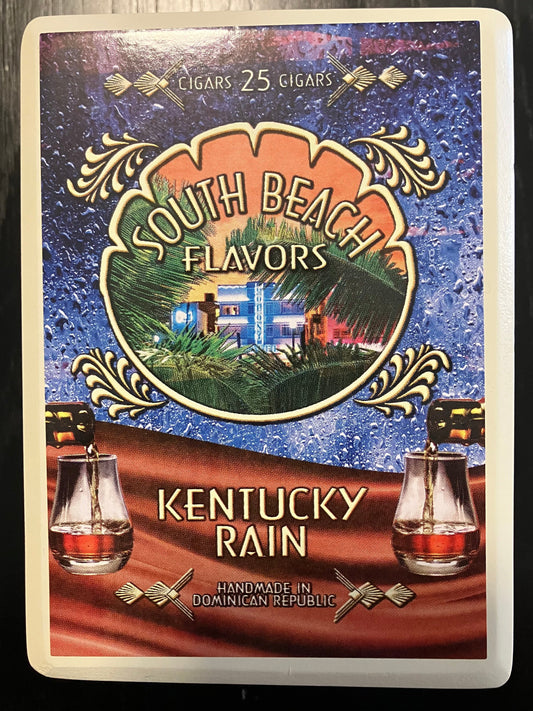 CIGARS 25 CIGARS
SOUTH BEACH
FLAVORS
KENTUCKY
RAIN
HANDMADE IN
DOMINICAN REPUBLIC